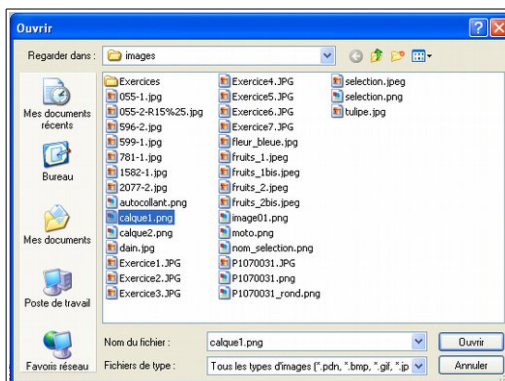 Ouvrir
Regarder dans :
images
Mes documents
récents
Bureau
Mes documents
Poste de travail
Favoris réseau
Exercices
055-1.jpg
055-2-R15%25.jpg
596-2.jpg
599-1.jpg
781-1.jpg
1582-1.jpg
2077-2.jpg
autocollant.png
calque1.png
calque2.png
dain.jpg
Exercice1.JPG
Exercice2.JPG
Exercice3.JPG
Exercice4.JPG
Exercice5.JPG
Exercice6.JPG
Exercice7.JPG
fleur_bleue.jpg
fruits_1.jpeg
fruits_1bis.jpeg
fruits_2.jpeg
fruits_2bis.jpeg
image01.png
moto.png
nom_selection.png
P1070031.JPG
P1070031.png
P1070031_rond.png
selection.jpeg
selection.png
tulipe.jpg
Nom du fichier :
calque1.png
Ouvrir
Fichiers de type :
Tous les types d'images (*.pdn, *.bmp, *.gif, *.jp
Annuler